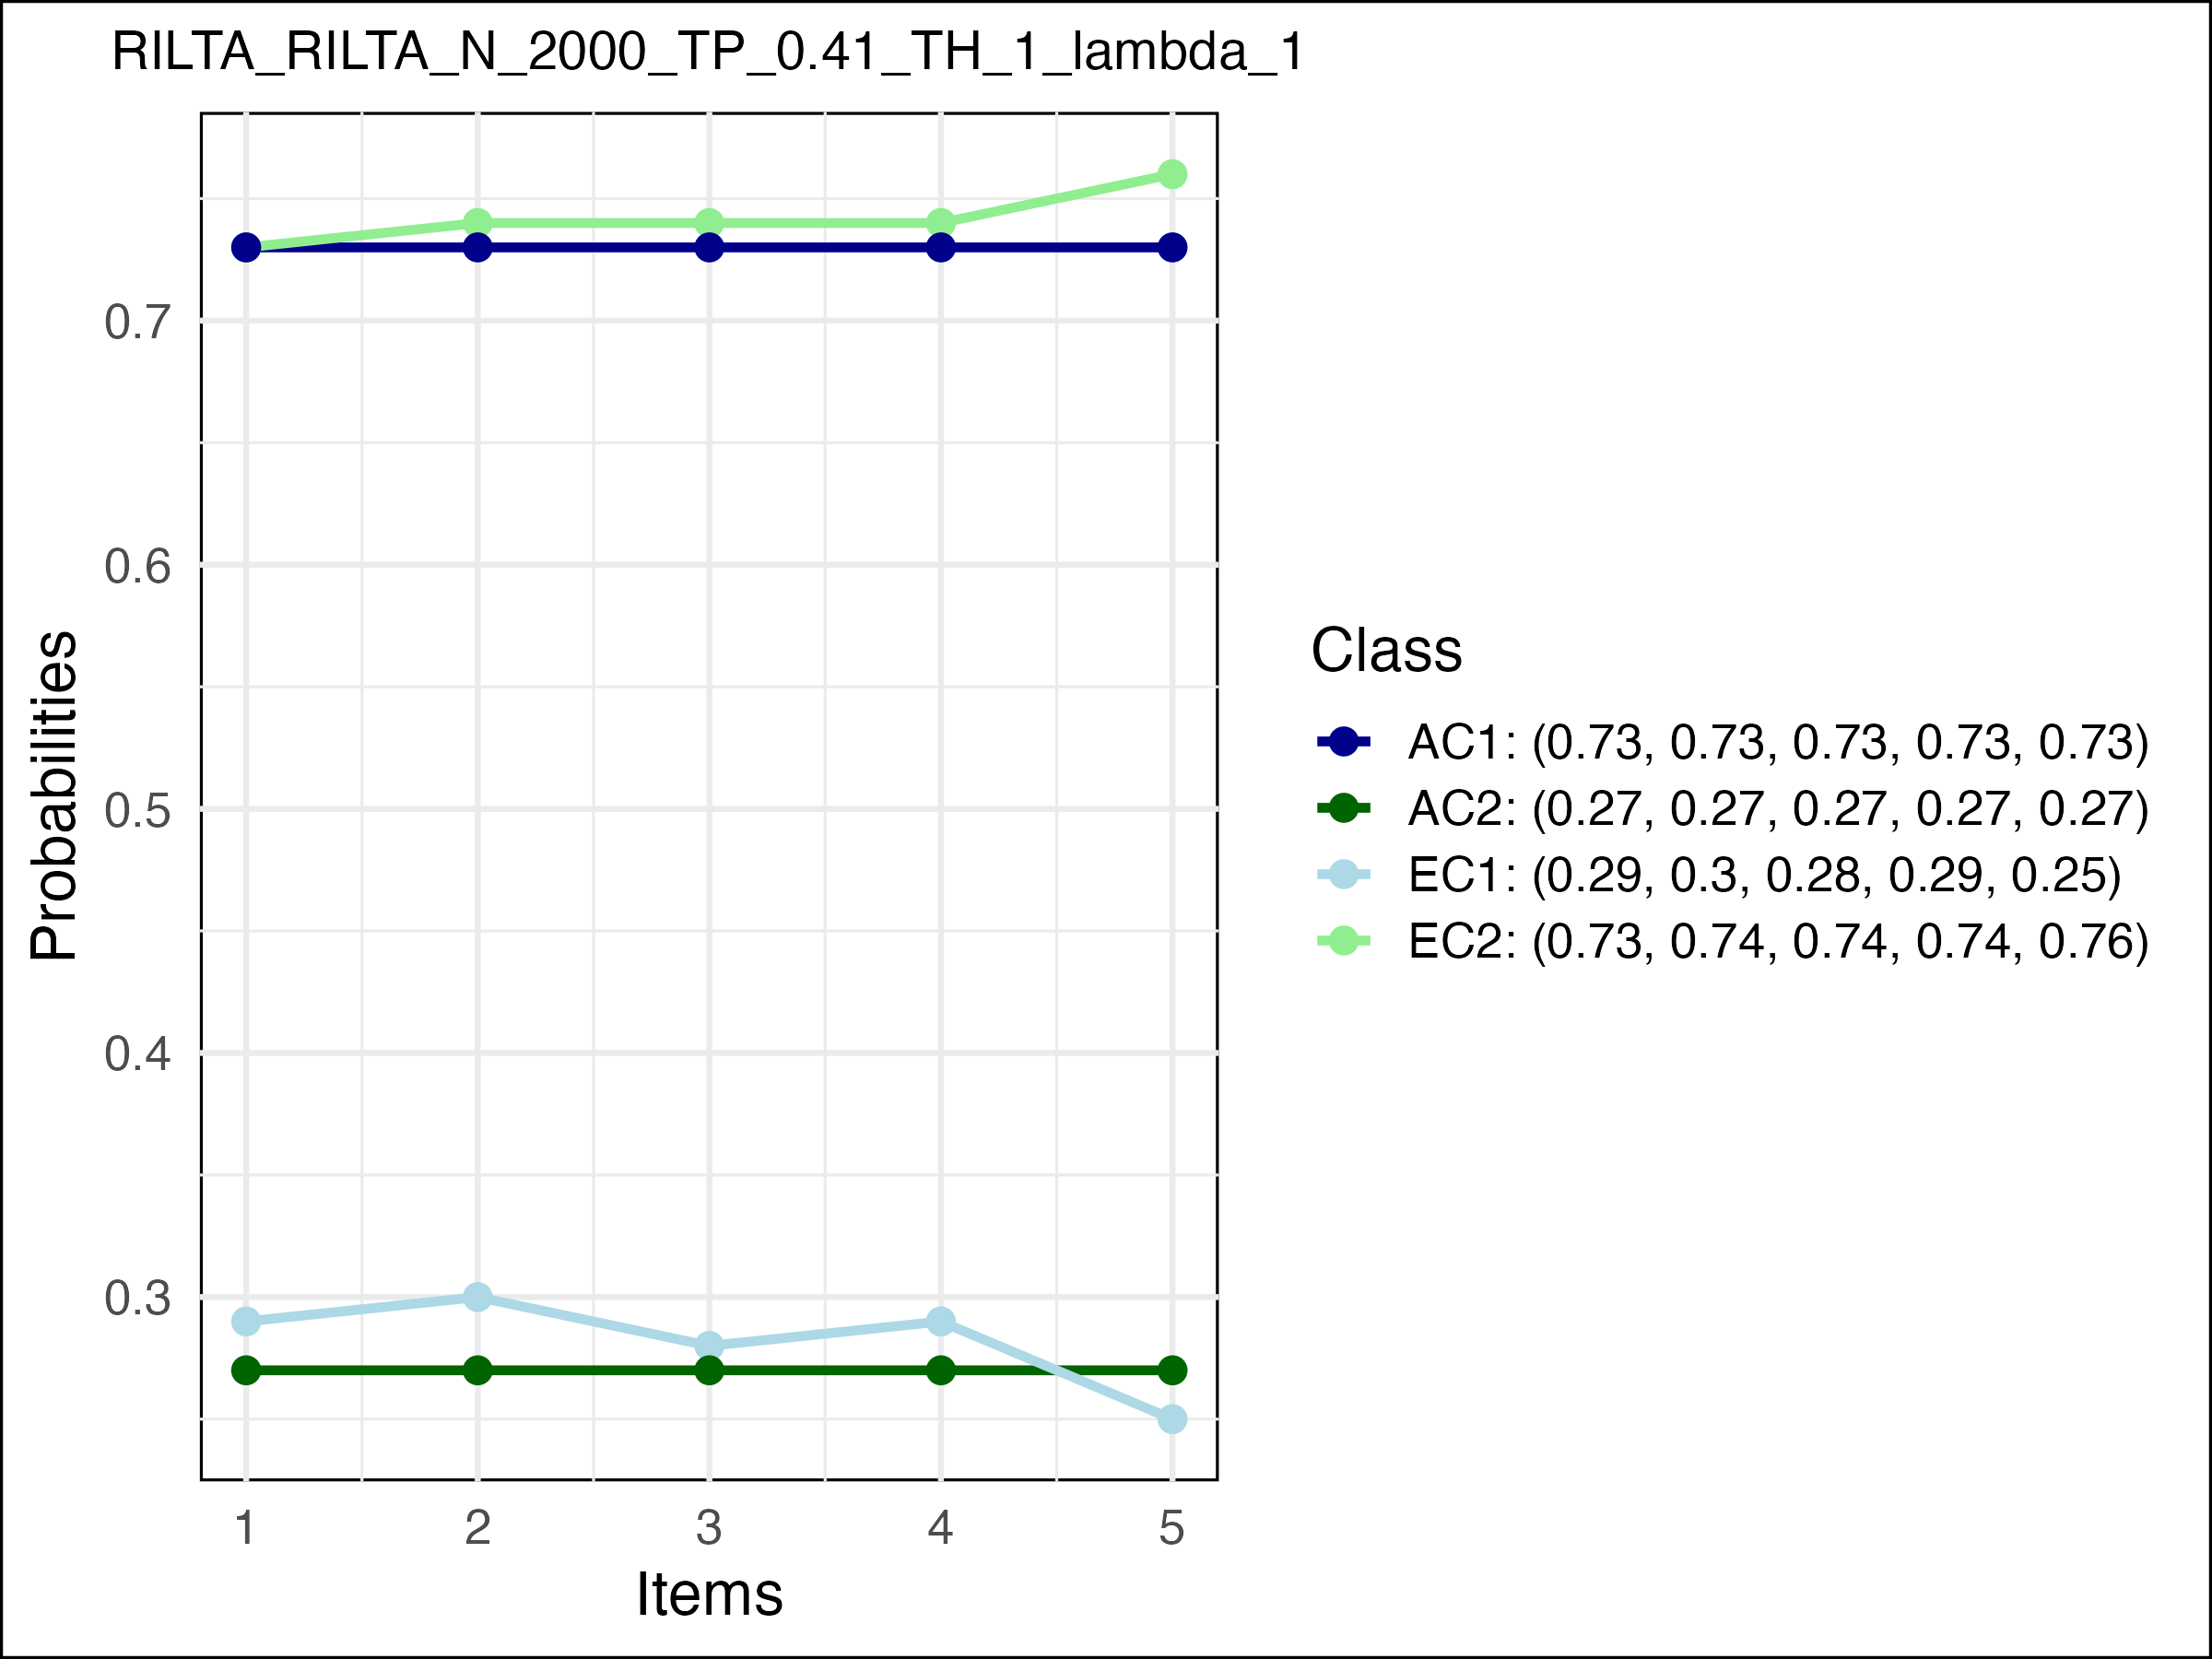 RILTA_RILTA_N_2000_TP_0.41_TH_1_lambda_1
Probabilities
0.7
0.6
0.5
0.4
0.3
1 2 3 4 5
Items
Class
AC1: (0.73, 0.73, 0.73, 0.73, 0.73)
AC2: (0.27, 0.27, 0.27, 0.27, 0.27)
EC1: (0.29, 0.3, 0.28, 0.29, 0.25)
EC2: (0.73, 0.74, 0.74, 0.74, 0.76)